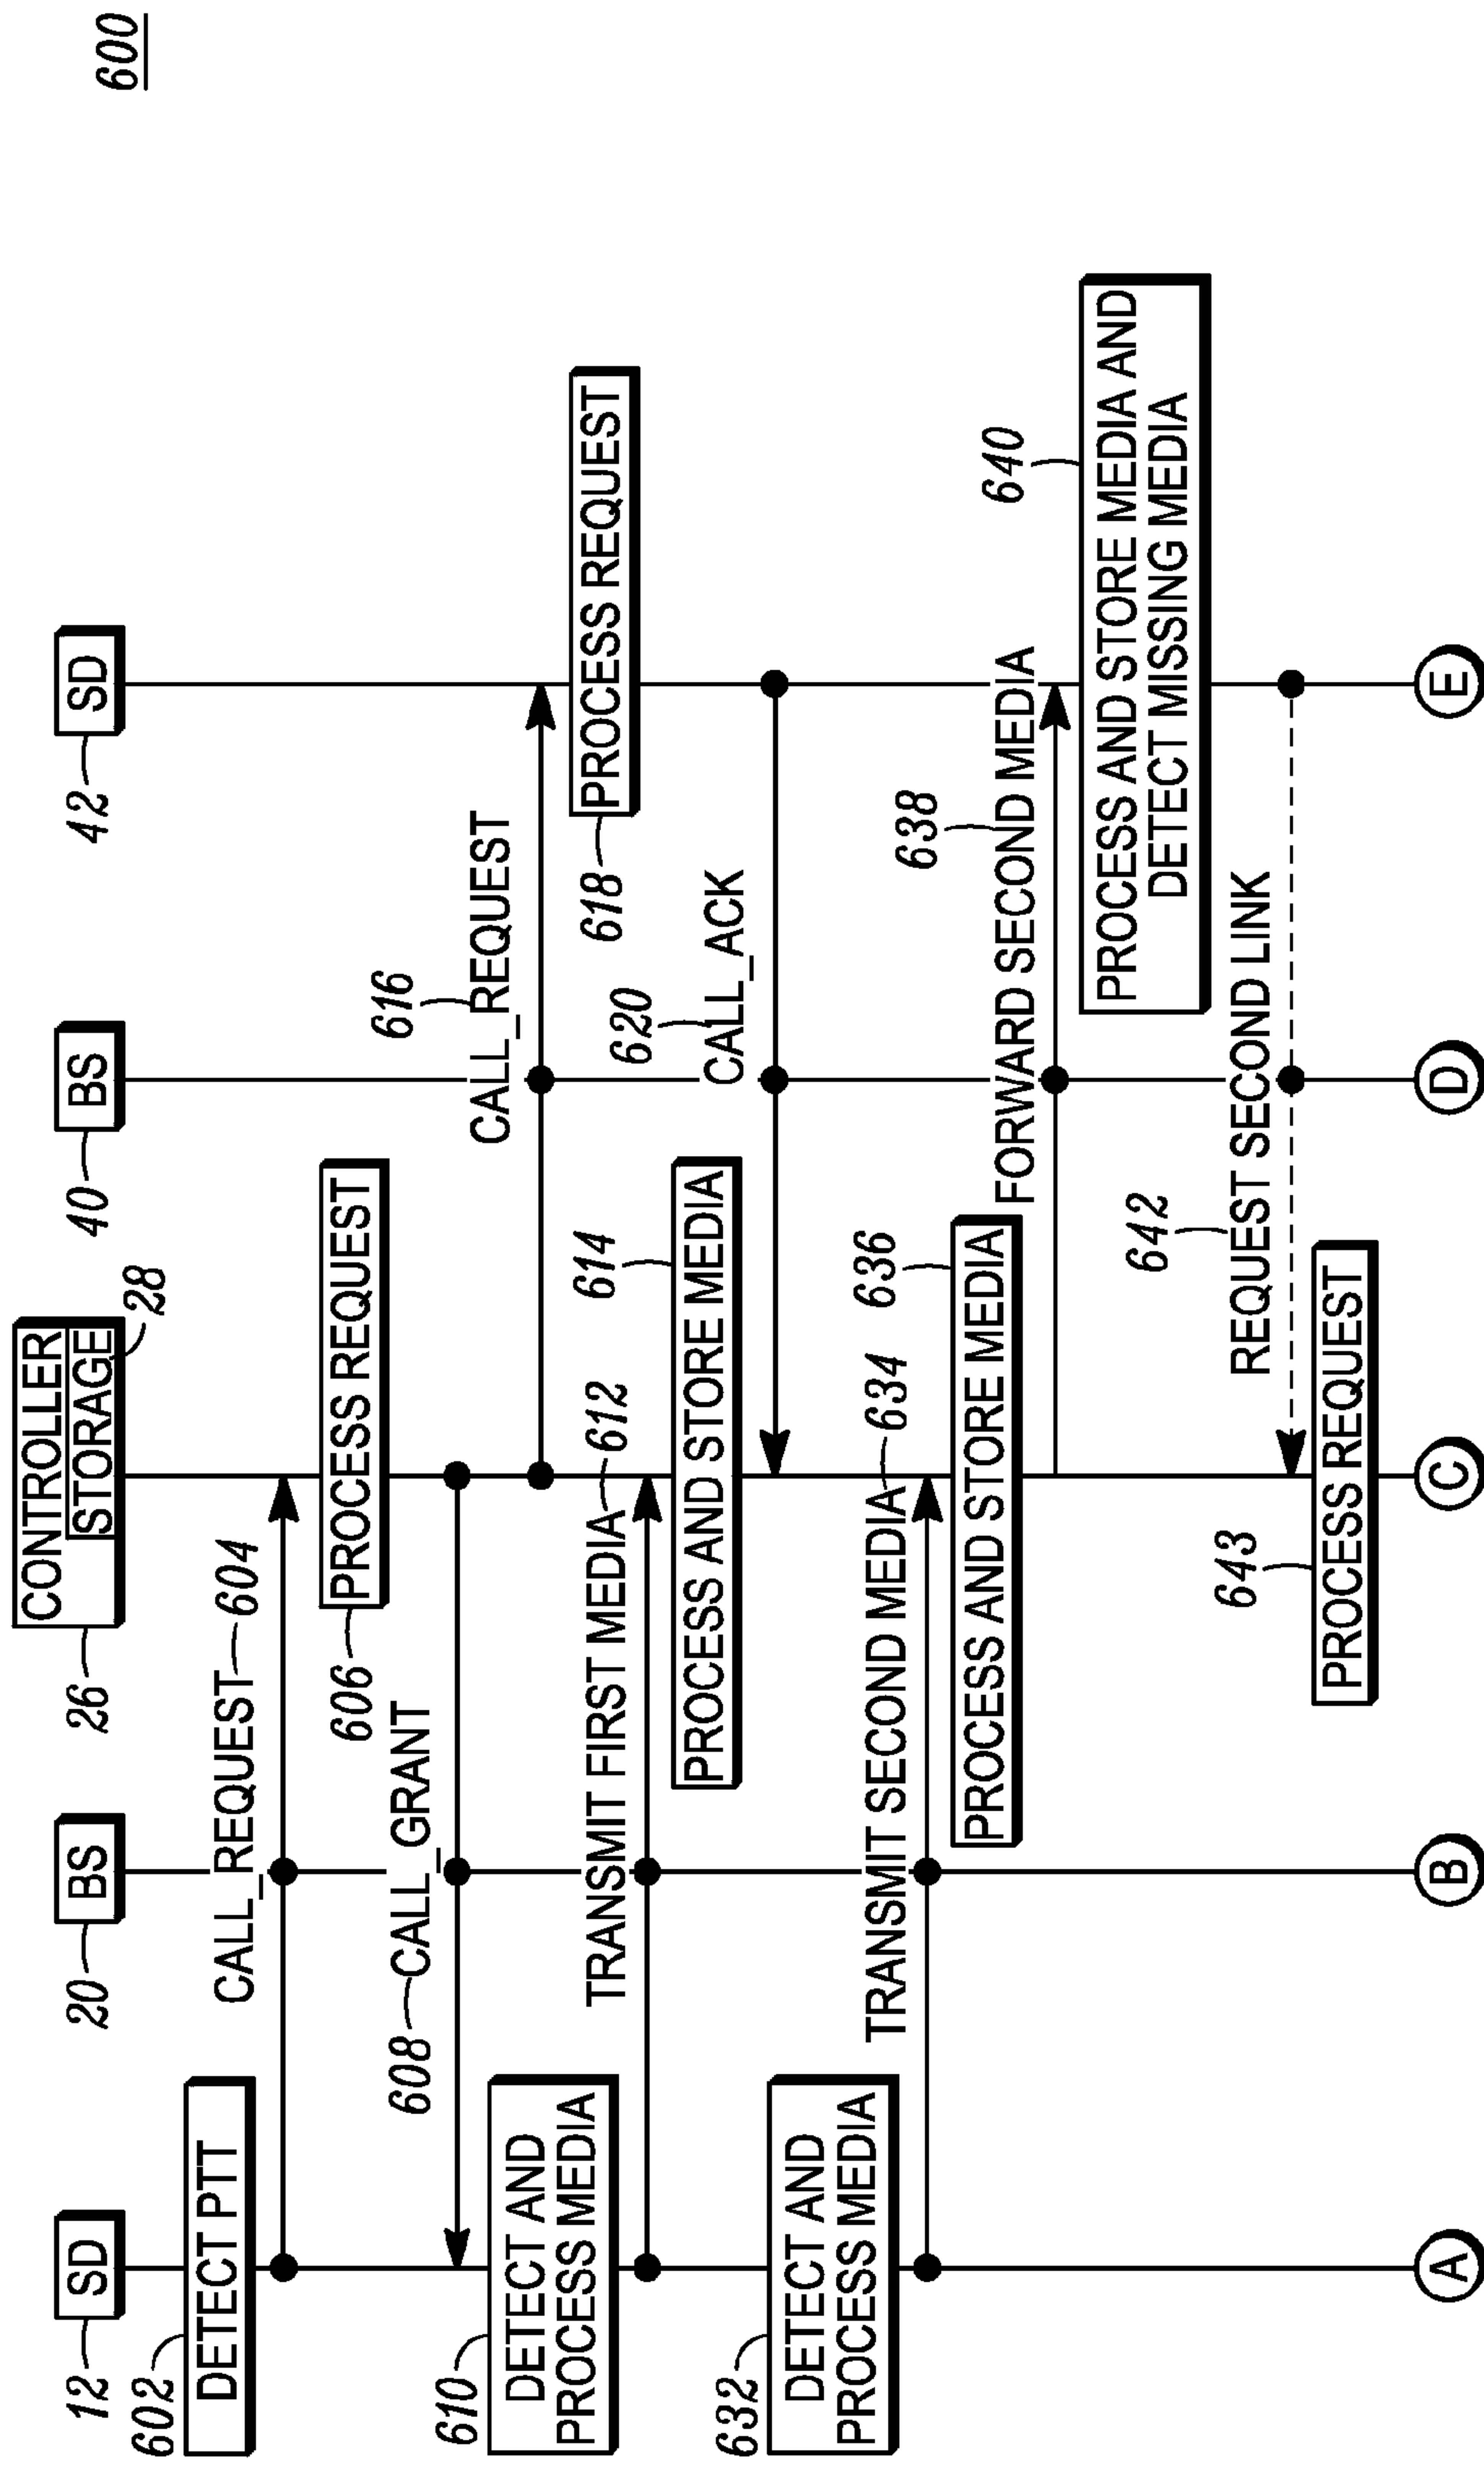 600
12
SD
20
BS
26
CONTROLLER
STORAGE
28
40
BS
42
SD
602
DETECT PTT
CALL_REQUEST
604
606
PROCESS REQUEST
608
CALL_GRANT
616
CALL_REQUEST
610
DETECT AND
PROCESS MEDIA
618
PROCESS REQUEST
TRANSMIT FIRST MEDIA
612
614
PROCESS AND STORE MEDIA
620
CALL_ACK
632
DETECT AND
PROCESS MEDIA
TRANSMIT SECOND MEDIA
634
636
PROCESS AND STORE MEDIA
638
FORWARD SECOND MEDIA
640
PROCESS AND STORE MEDIA AND
DETECT MISSING MEDIA
642
REQUEST SECOND LINK
643
PROCESS REQUEST
A
B
C
D
E